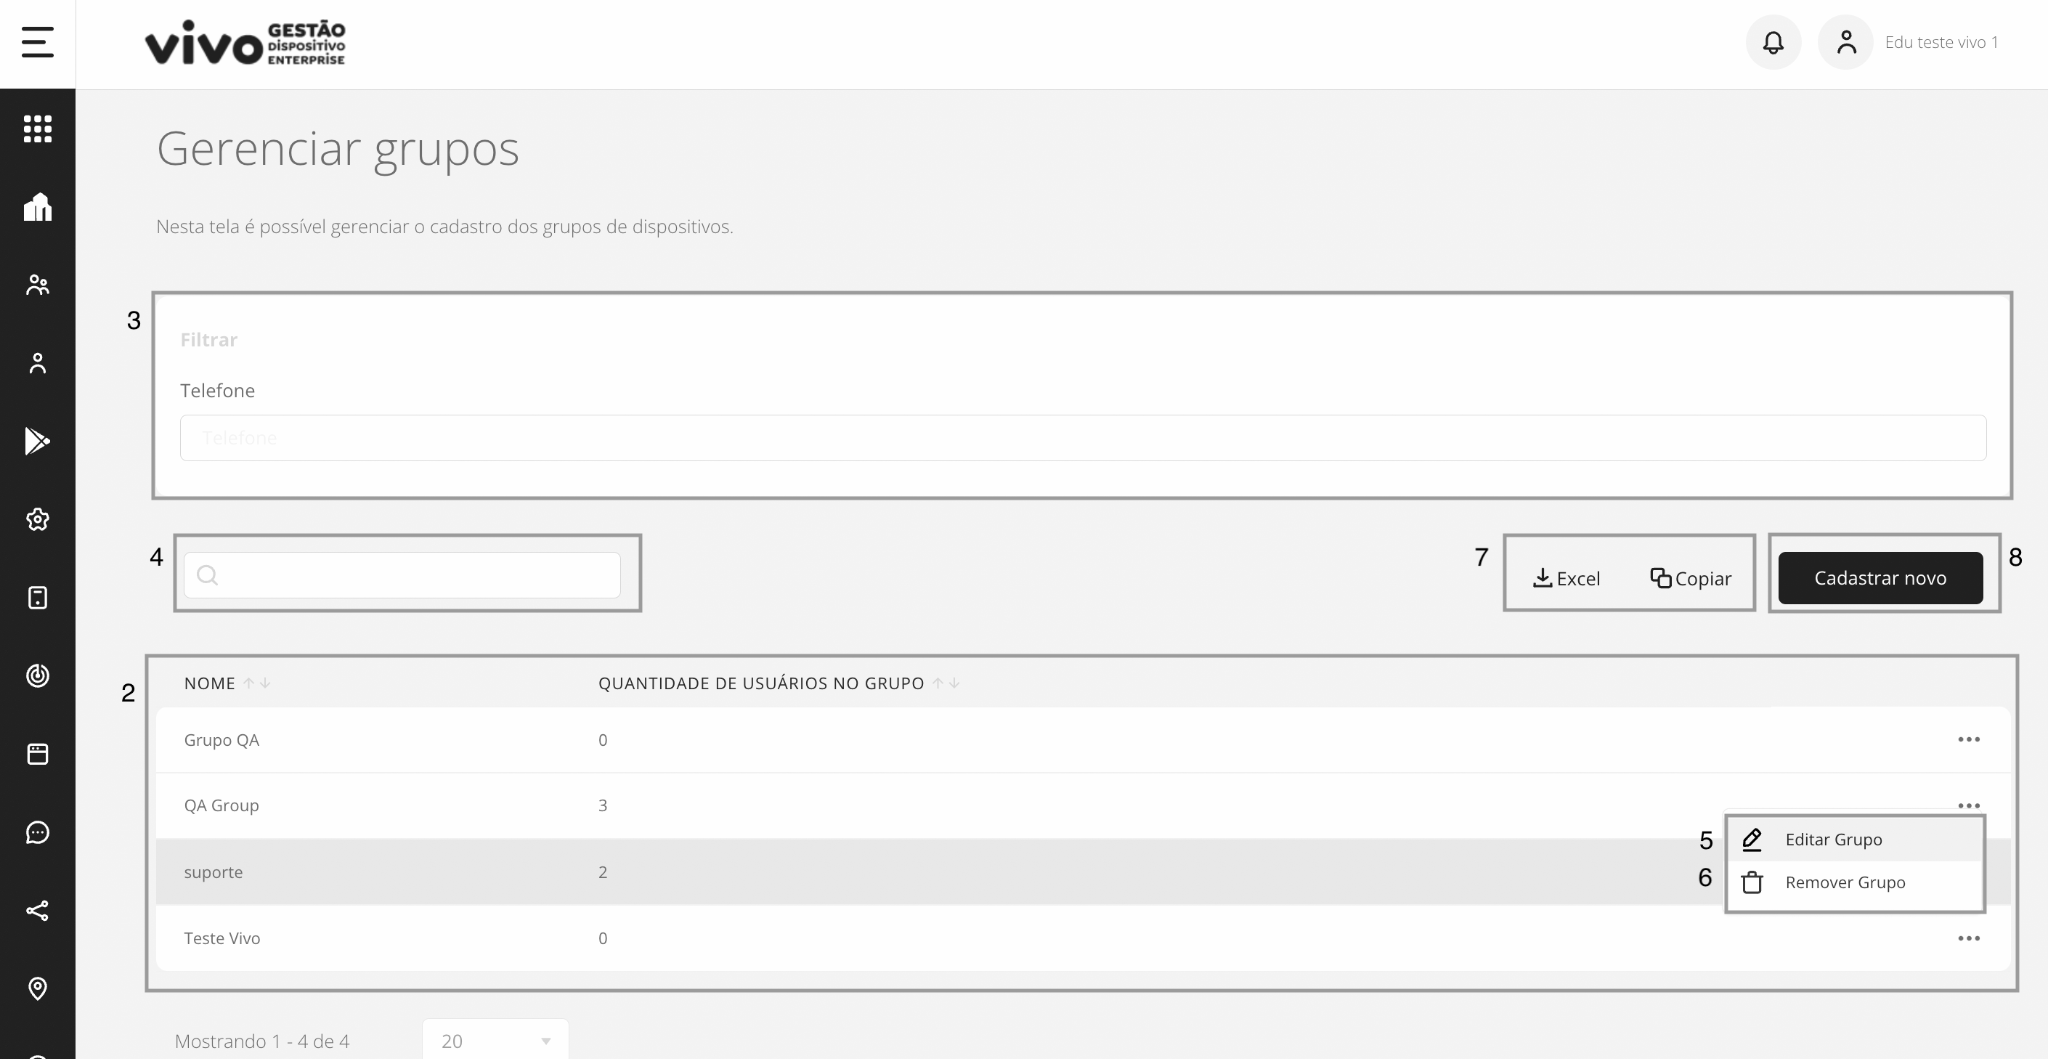 vivo GESTÃO DISPOSITIVO ENTERPRISE
Edu teste vivo 1
Gerenciar grupos
Nesta tela é possível gerenciar o cadastro dos grupos de dispositivos.
3
Filtrar
Telefone
Telefone
4
7
Excel
Copiar
Cadastrar novo
8
2
NOME
QUANTIDADE DE USUÁRIOS NO GRUPO
Grupo QA 0
QA Group 3
5 Editar Grupo
suporte 2
6 Remover Grupo
Teste Vivo 0
Mostrando 1 - 4 de 4
20